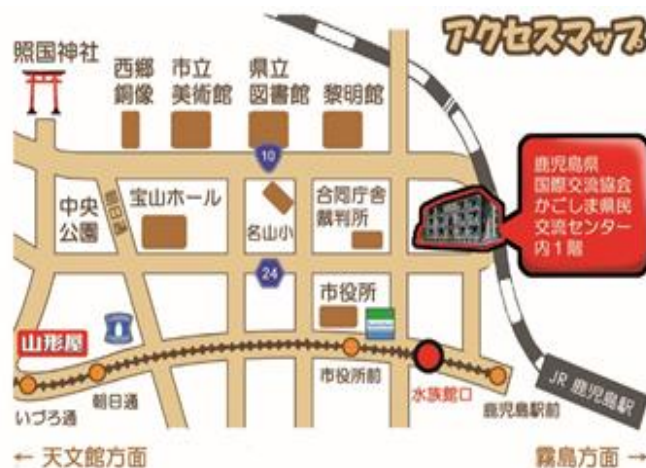 アクセスマップ
照国神社
西郷
銅像
市立
美術館
県立
図書館
黎明館
10
鹿児島県
国際交流協会
かごしま県民
交流センター
内1階
中央
公園
朝日通
宝山ホール
名山小
合同庁舎
裁判所
24
市役所
山形屋
いづろ通
朝日通
市役所前
水族館口
鹿児島駅前
JR 鹿児島駅
← 天文館方面
霧島方面 →